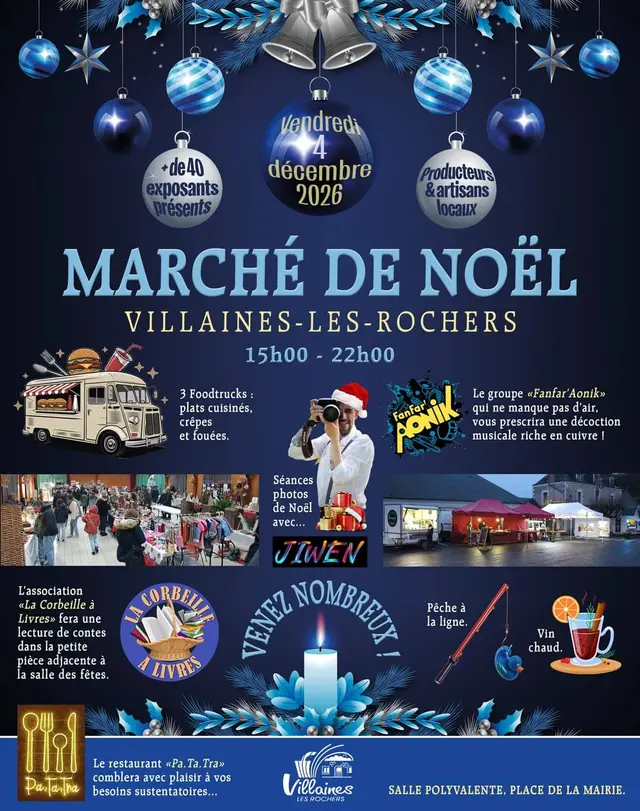 Vendredi
4
décembre
2026
+ de 40
exposants
présents
Producteurs
& artisans
locaux
MARCHÉ DE NOËL
VILLAINES-LES-ROCHERS
15h00 - 22h00
3 Foodtrucks :
plats cuisinés,
crêpes
et fouées.
Fanfar'
AONIK
Le groupe «Fanfar'Aonik»
qui ne manque pas d'air,
vous prescrira une décoction
musicale riche en cuivre !
Séances
photos
de Noël
avec...
JIWEN
L'association
«La Corbeille à
Livres» fera une
lecture de contes
dans la petite
pièce adjacente à
la salle des fêtes.
LA CORBEILLE
A LIVRES
VENEZ NOMBREUX !
Pêche à
la ligne.
Vin
chaud.
Pa.Ta.Tra
Le restaurant «Pa.Ta.Tra»
comblera avec plaisir à vos
besoins sustentatoires...
Villaines
LES ROCHERS
SALLE POLYVALENTE, PLACE DE LA MAIRIE.